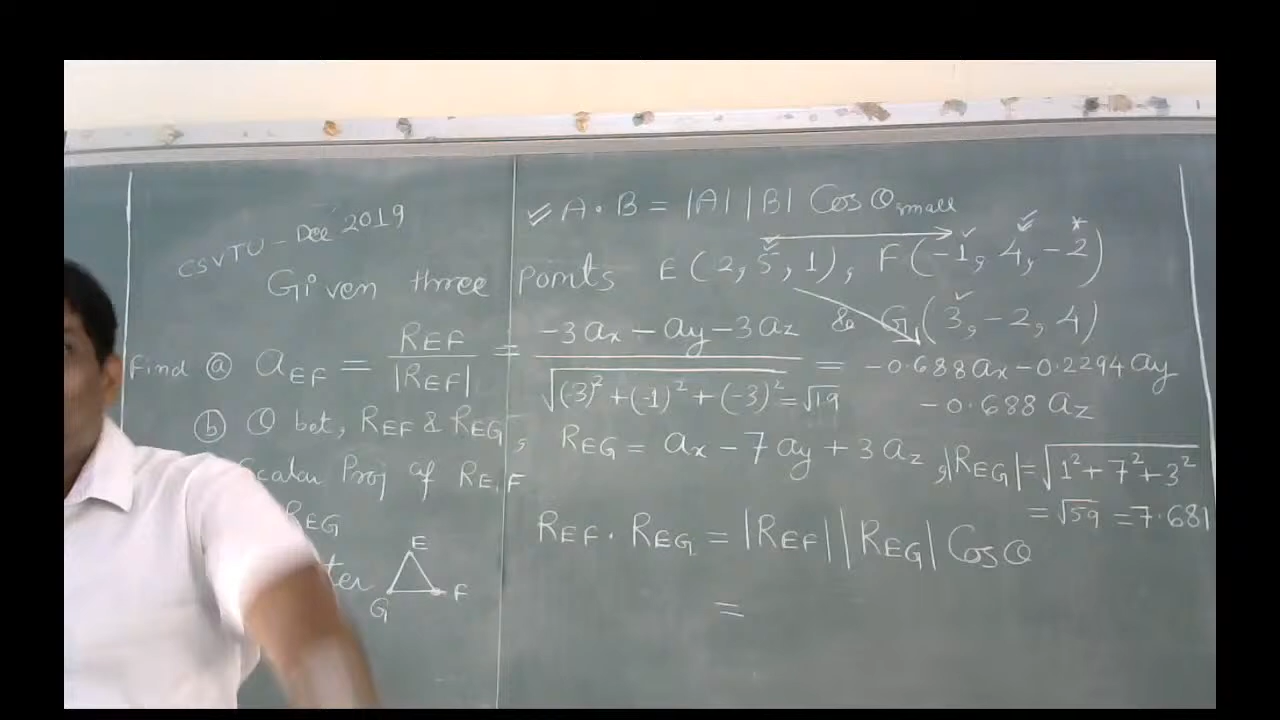 CSVTU - Dec 2019
✓ A · B = |A| |B| Cos θsmall
Given three points E(2, 5, 1), F(-1, 4, -2)
& G(3, -2, 4)
Find ⓐ aEF = REF / |REF| = (-3ax - ay - 3az) / √((-3)² + (-1)² + (-3)²) = √19 = -0.688ax - 0.2294ay
-0.688az
ⓑ θ bet, REF & REG,
REG = ax - 7ay + 3az, |REG| = √(1² + 7² + 3²)
= √59 = 7.681
Scalar Proj of REF
REG
REF · REG = |REF| |REG| Cosθ
=
E
G F